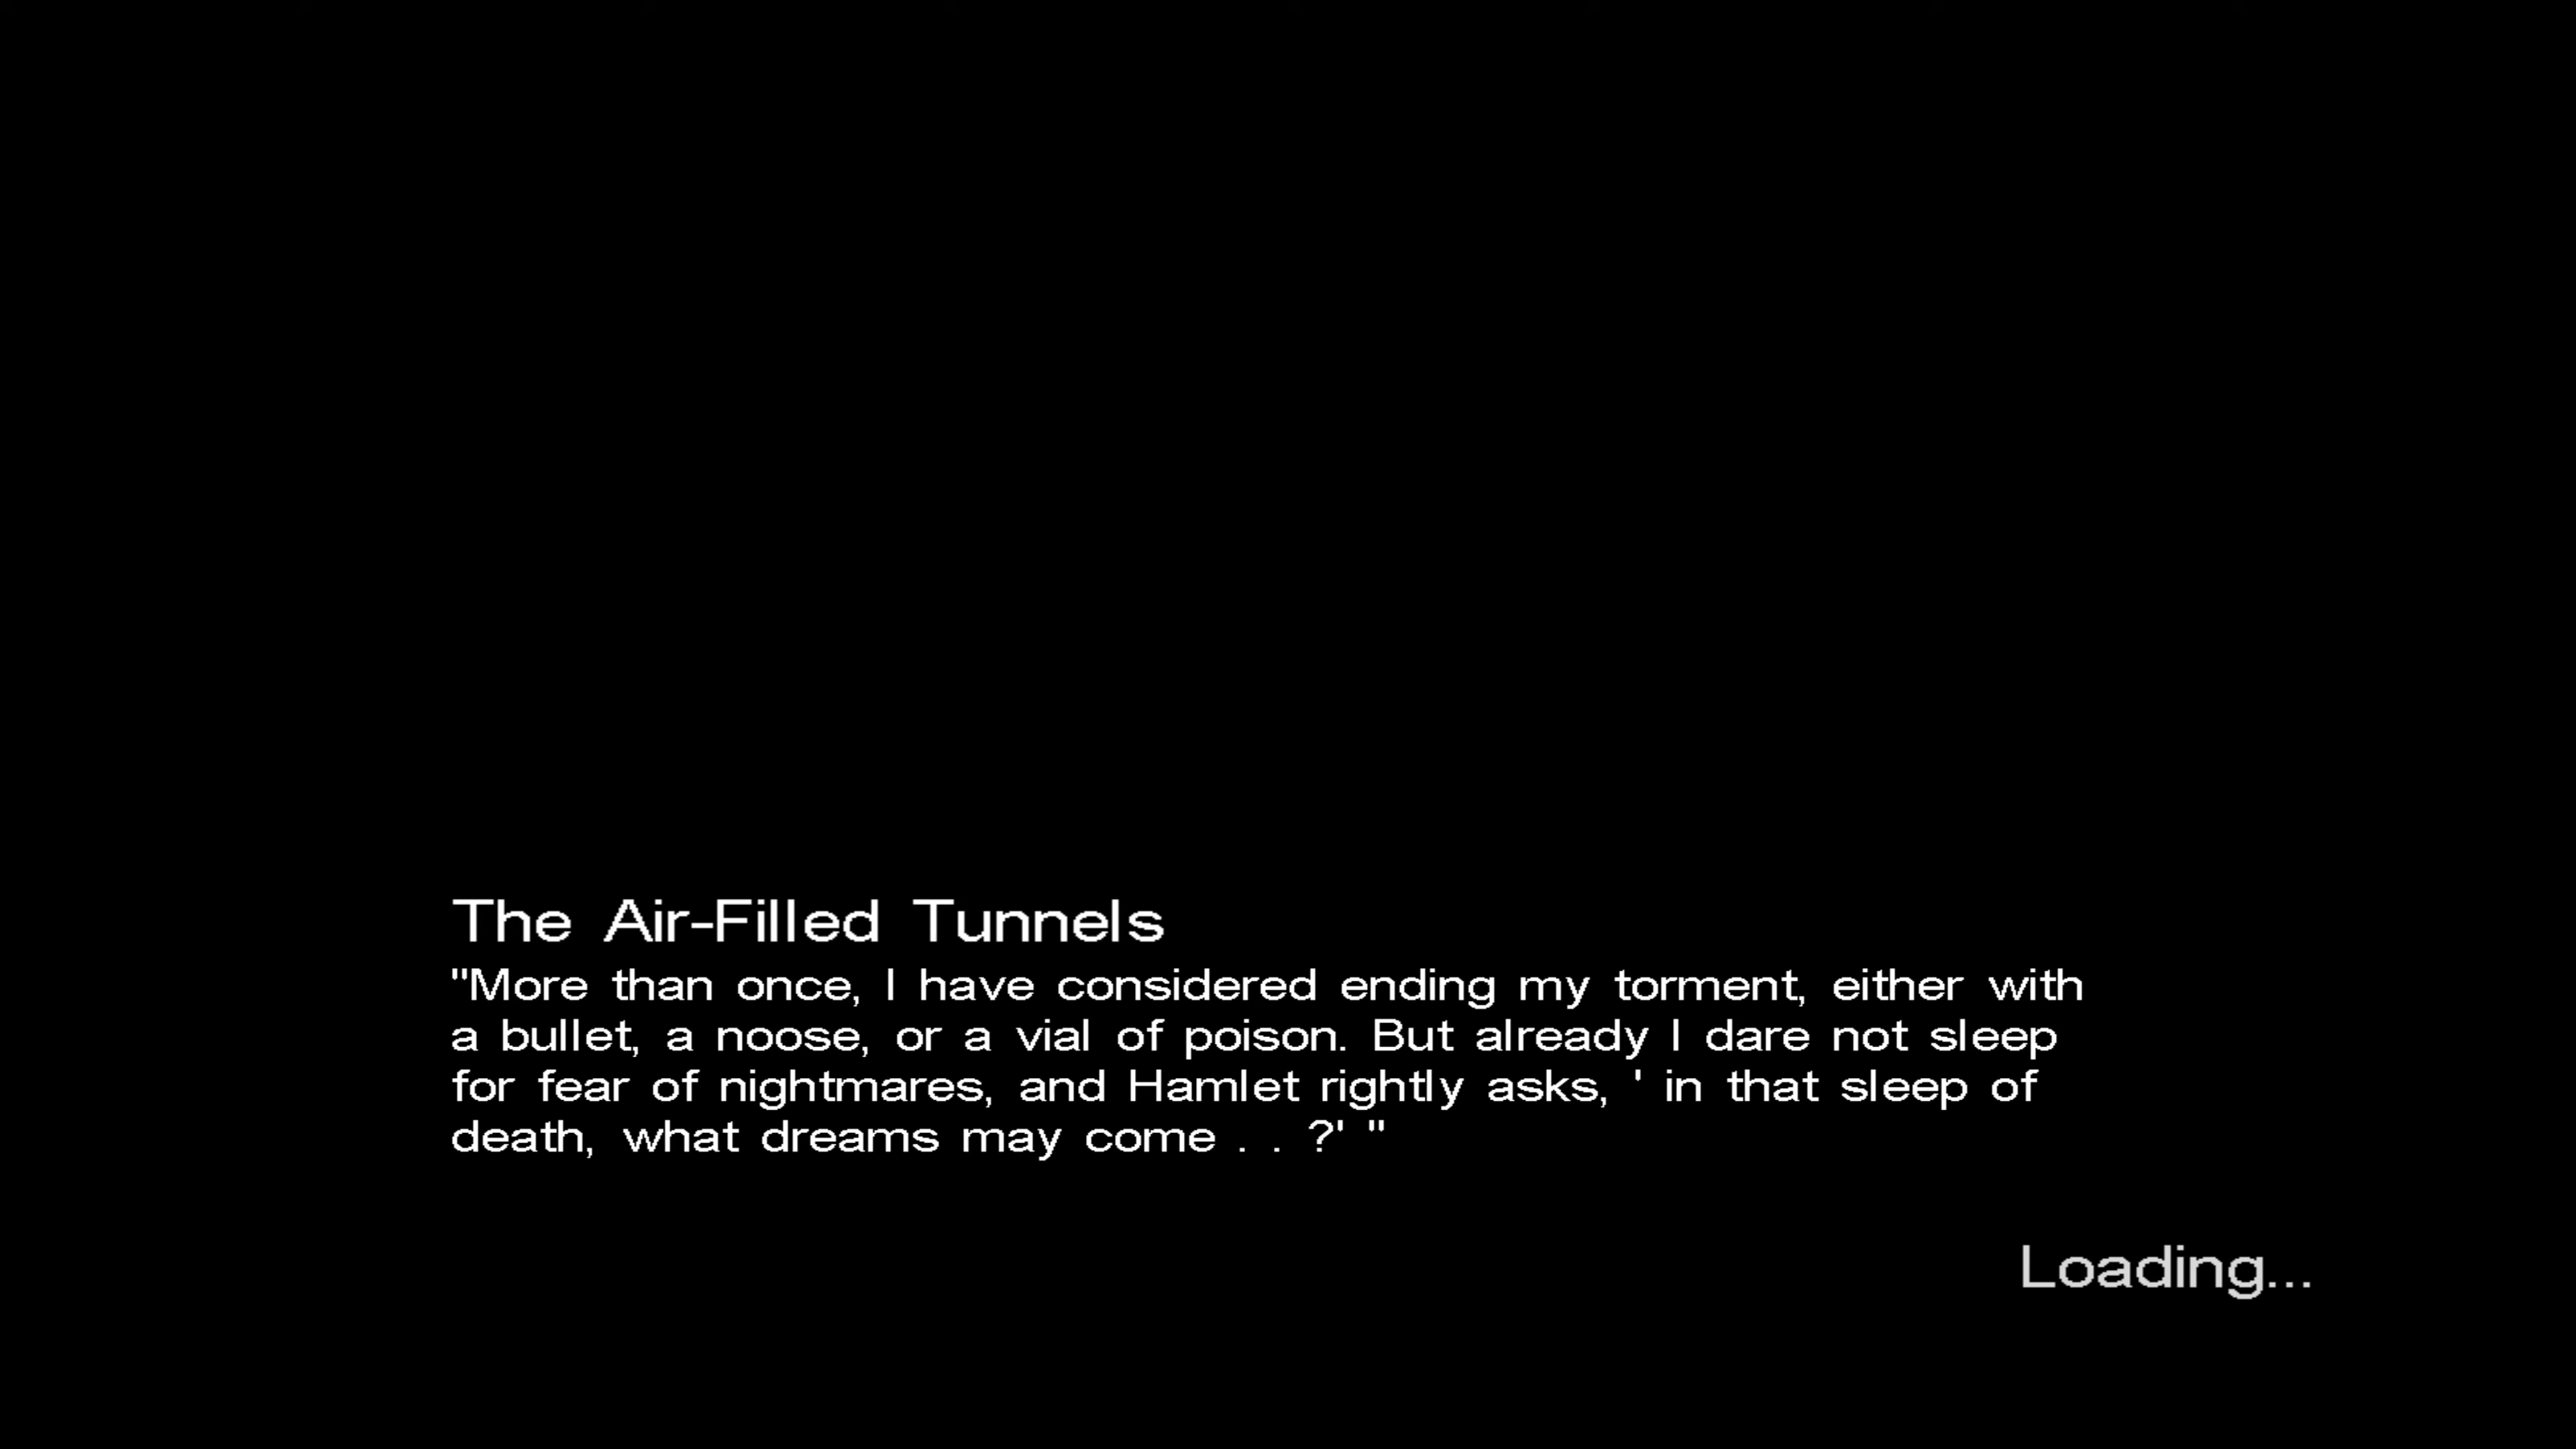 The Air-Filled Tunnels
"More than once, I have considered ending my torment, either with
a bullet, a noose, or a vial of poison. But already I dare not sleep
for fear of nightmares, and Hamlet rightly asks, ' in that sleep of
death, what dreams may come . . ?' "
Loading...